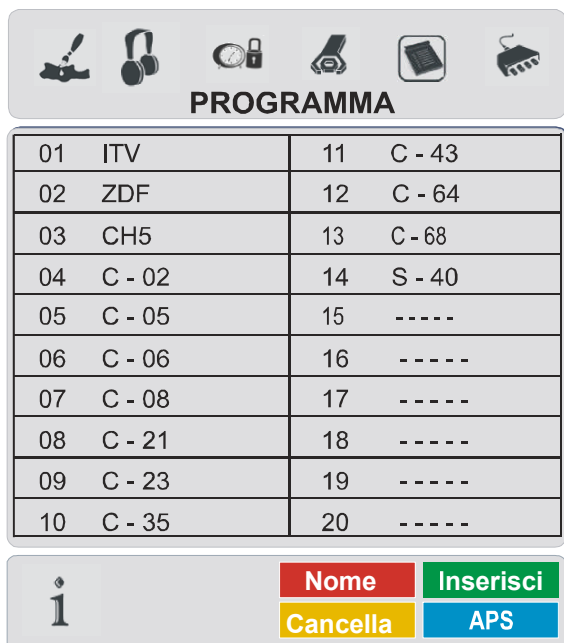 PROGRAMMA
01 ITV 11 C - 43
02 ZDF 12 C - 64
03 CH5 13 C - 68
04 C - 02 14 S - 40
05 C - 05 15 - - - - -
06 C - 06 16 - - - - -
07 C - 08 17 - - - - -
08 C - 21 18 - - - - -
09 C - 23 19 - - - - -
10 C - 35 20 - - - - -
i Nome Inserisci
Cancella APS